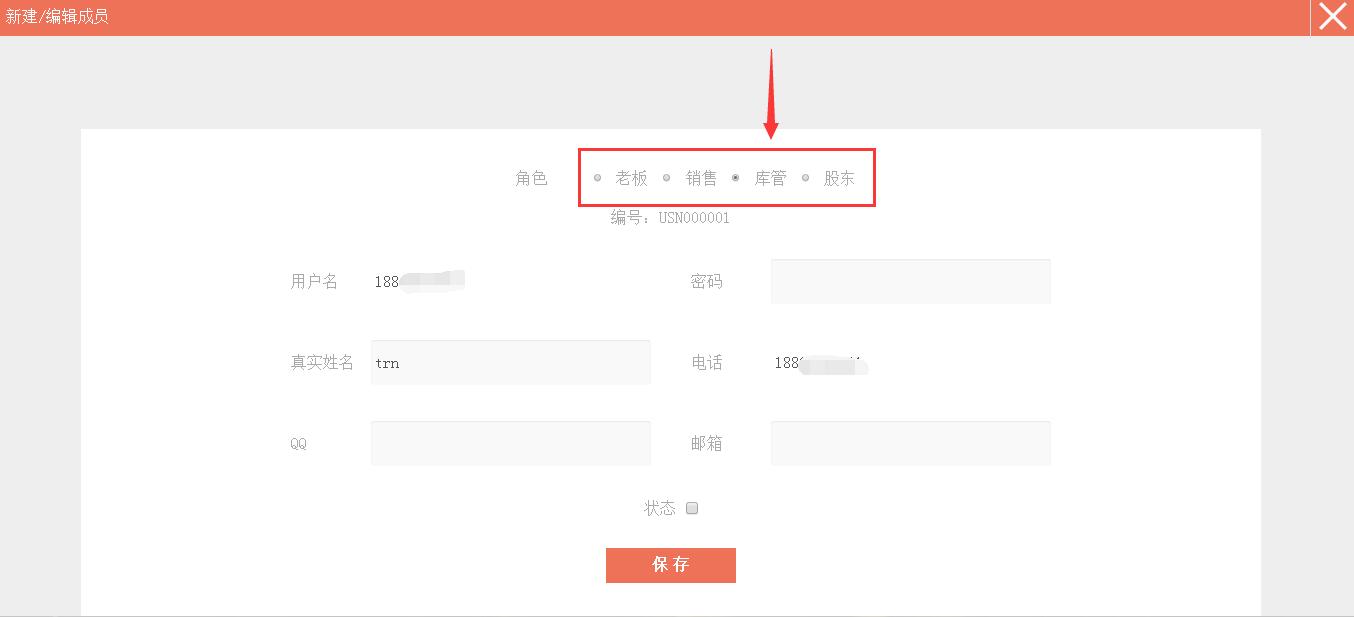 新建/编辑成员
角色 老板 销售 库管 股东
编号：USN000001
用户名 188 密码
真实姓名 trn 电话 188
QQ 邮箱
状态
保存